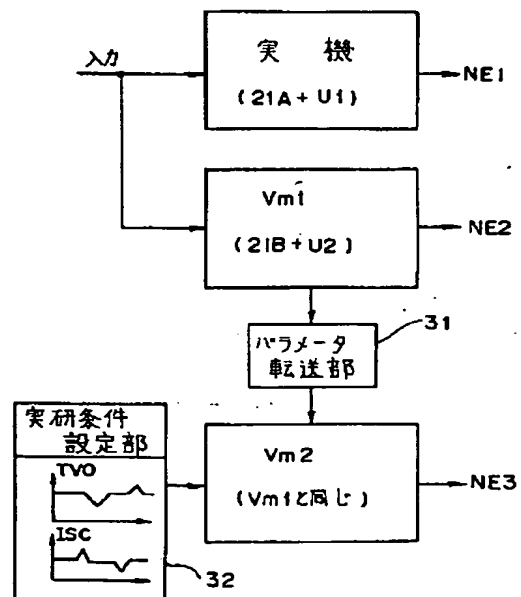 実機
入力
(21A+U1)
NE1
Vm1
(21B+U2)
NE2
31
パラメータ
転送部
実研条件
設定部
TVO
ISC
Vm2
(Vm1と同じ)
NE3
32